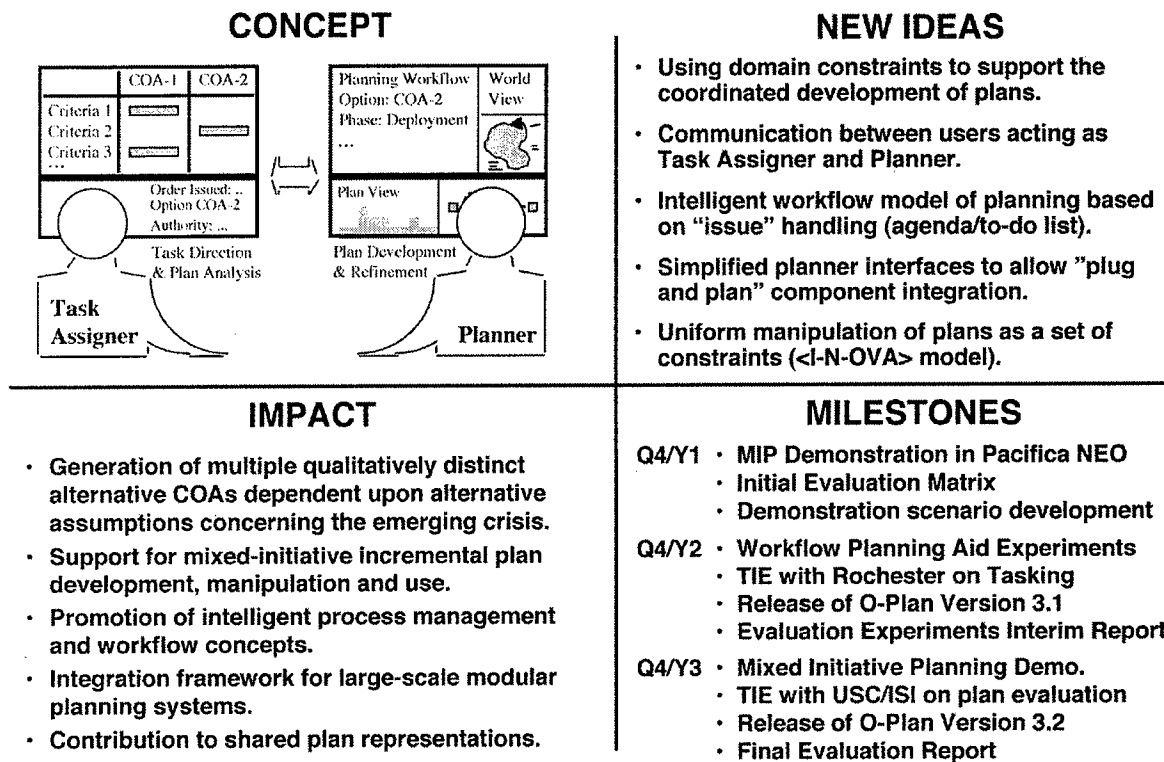 CONCEPT
COA-1 COA-2
Criteria 1
Criteria 2
Criteria 3
...
Order Issued: ..
Option COA-2
Authority: ...
Task Direction
& Plan Analysis
Task
Assigner
Planning Workflow
Option: COA-2
Phase: Deployment
...
World
View
Plan View
Plan Development
& Refinement
Planner
NEW IDEAS
· Using domain constraints to support the
coordinated development of plans.
· Communication between users acting as
Task Assigner and Planner.
· Intelligent workflow model of planning based
on “issue” handling (agenda/to-do list).
· Simplified planner interfaces to allow ”plug
and plan” component integration.
· Uniform manipulation of plans as a set of
constraints (<I-N-OVA> model).
IMPACT
· Generation of multiple qualitatively distinct
alternative COAs dependent upon alternative
assumptions concerning the emerging crisis.
· Support for mixed-initiative incremental plan
development, manipulation and use.
· Promotion of intelligent process management
and workflow concepts.
· Integration framework for large-scale modular
planning systems.
· Contribution to shared plan representations.
MILESTONES
Q4/Y1 · MIP Demonstration in Pacifica NEO
· Initial Evaluation Matrix
· Demonstration scenario development
Q4/Y2 · Workflow Planning Aid Experiments
· TIE with Rochester on Tasking
· Release of O-Plan Version 3.1
· Evaluation Experiments Interim Report
Q4/Y3 · Mixed Initiative Planning Demo.
· TIE with USC/ISI on plan evaluation
· Release of O-Plan Version 3.2
· Final Evaluation Report